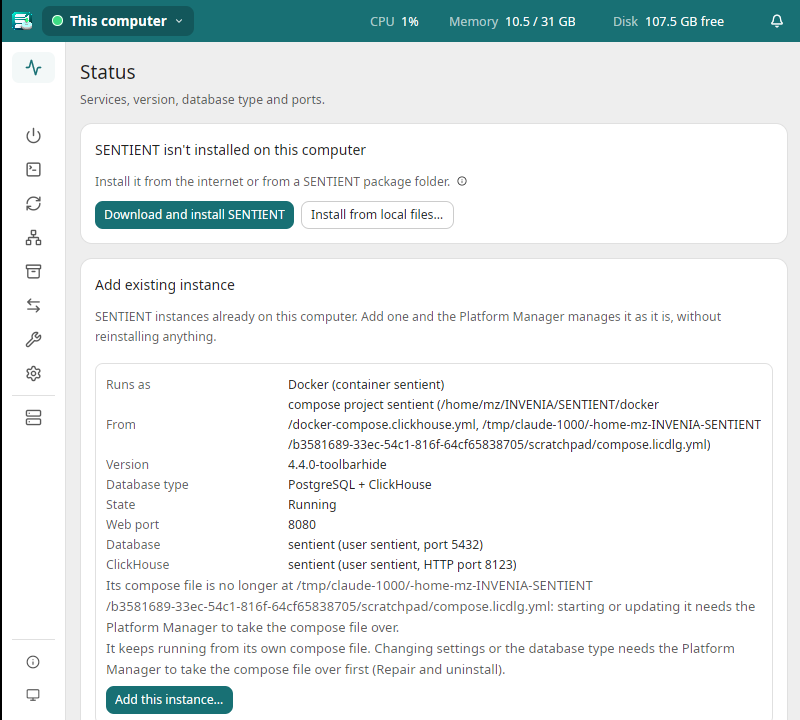 This computer
CPU 1%
Memory 10.5 / 31 GB
Disk 107.5 GB free
Status
Services, version, database type and ports.
SENTIENT isn't installed on this computer
Install it from the internet or from a SENTIENT package folder.
Download and install SENTIENT
Install from local files...
Add existing instance
SENTIENT instances already on this computer. Add one and the Platform Manager manages it as it is, without
reinstalling anything.
Runs as Docker (container sentient)
compose project sentient (/home/mz/INVENIA/SENTIENT/docker
From /docker-compose.clickhouse.yml, /tmp/claude-1000/-home-mz-INVENIA-SENTIENT
/b3581689-33ec-54c1-816f-64cf65838705/scratchpad/compose.licdlg.yml)
Version 4.4.0-toolbarhide
Database type PostgreSQL + ClickHouse
State Running
Web port 8080
Database sentient (user sentient, port 5432)
ClickHouse sentient (user sentient, HTTP port 8123)
Its compose file is no longer at /tmp/claude-1000/-home-mz-INVENIA-SENTIENT
/b3581689-33ec-54c1-816f-64cf65838705/scratchpad/compose.licdlg.yml: starting or updating it needs the
Platform Manager to take the compose file over.
It keeps running from its own compose file. Changing settings or the database type needs the Platform
Manager to take the compose file over first (Repair and uninstall).
Add this instance...